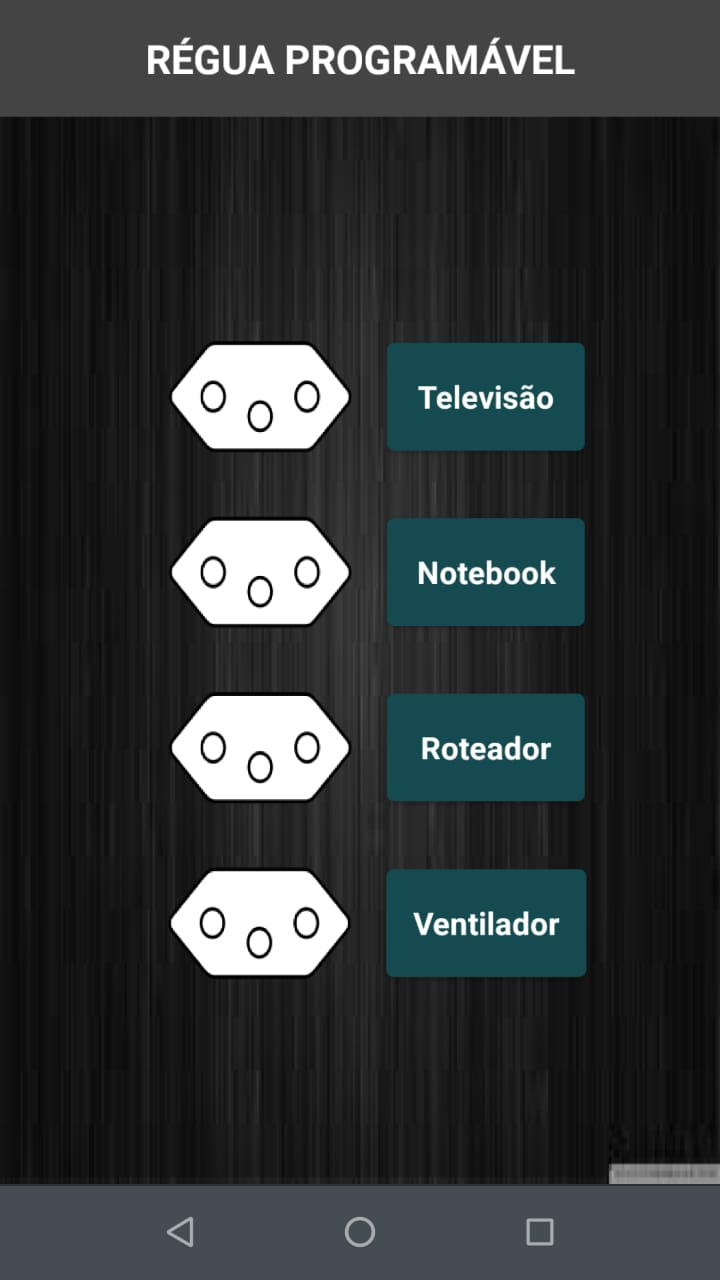 RÉGUA PROGRAMÁVEL
Televisão
Notebook
Roteador
Ventilador